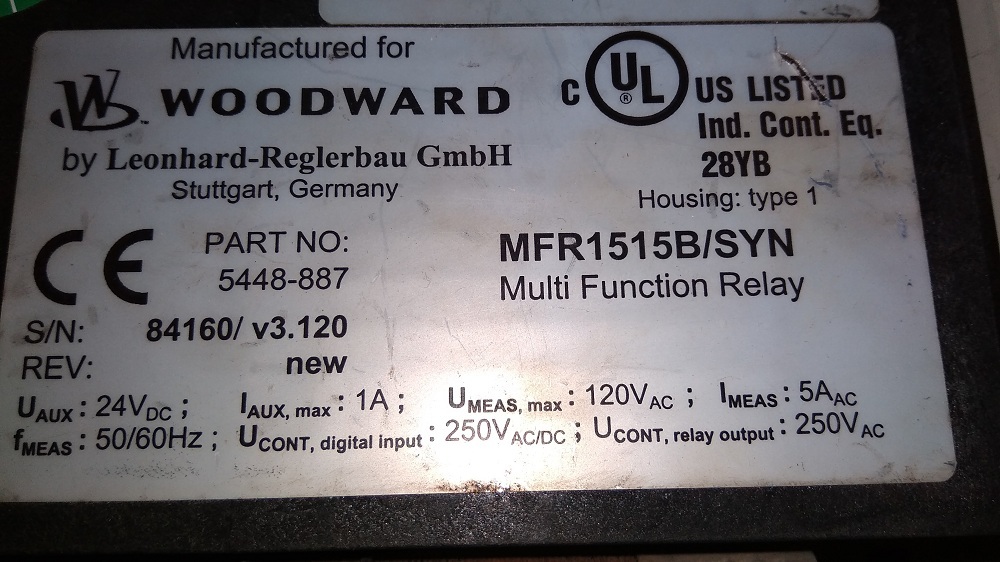 Manufactured for
WOODWARD
by Leonhard-Reglerbau GmbH
Stuttgart, Germany
C UL® US LISTED
Ind. Cont. Eq.
28YB
Housing: type 1
CE
PART NO:
5448-887
MFR1515B/SYN
Multi Function Relay
S/N: 84160/ v3.120
REV: new
UAUX : 24VDC ; IAUX, max : 1A ; UMEAS, max : 120VAC ; IMEAS : 5AAC
fMEAS : 50/60Hz ; UCONT, digital input : 250VAC/DC ; UCONT, relay output : 250VAC